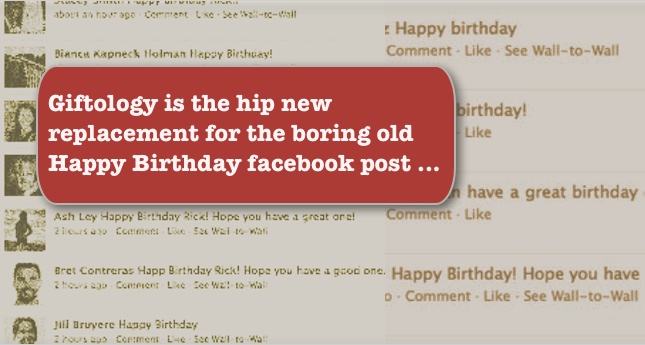 Stacey Smith Happy Birthday Rick!!
about an hour ago · Comment · Like · See Wall-to-Wall
Bianca Kapneck Holman Happy Birthday!
Giftology is the hip new
replacement for the boring old
Happy Birthday facebook post ...
Ash Ley Happy Birthday Rick! Hope you have a great one!
2 hours ago · Comment · Like · See Wall-to-Wall
Bret Contreras Happ Birthday Rick! Hope you have a good one.
2 hours ago · Comment · Like · See Wall-to-Wall
Jill Bruyere Happy Birthday
2 hours ago · Comment · Like · See Wall-to-Wall
z Happy birthday
Comment · Like · See Wall-to-Wall
birthday!
Like
have a great birthday
Comment · Like
Happy Birthday! Hope you have
o · Comment · Like · See Wall-to-Wall